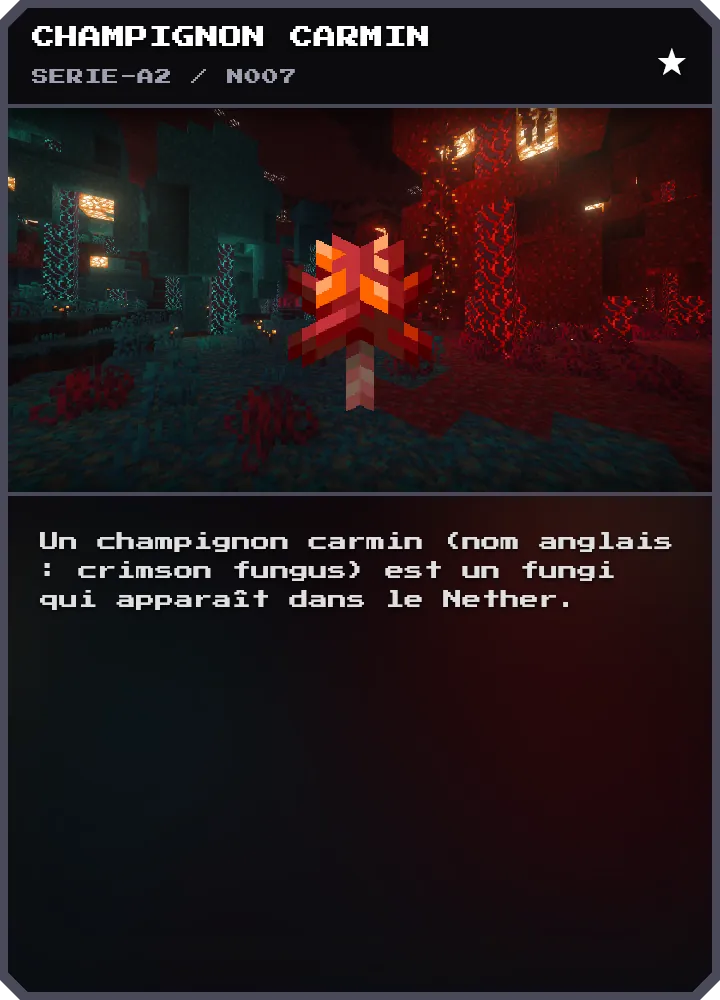 CHAMPIGNON CARMIN
SERIE-A2 / N007
Un champignon carmin (nom anglais
: crimson fungus) est un fungi
qui apparaît dans le Nether.